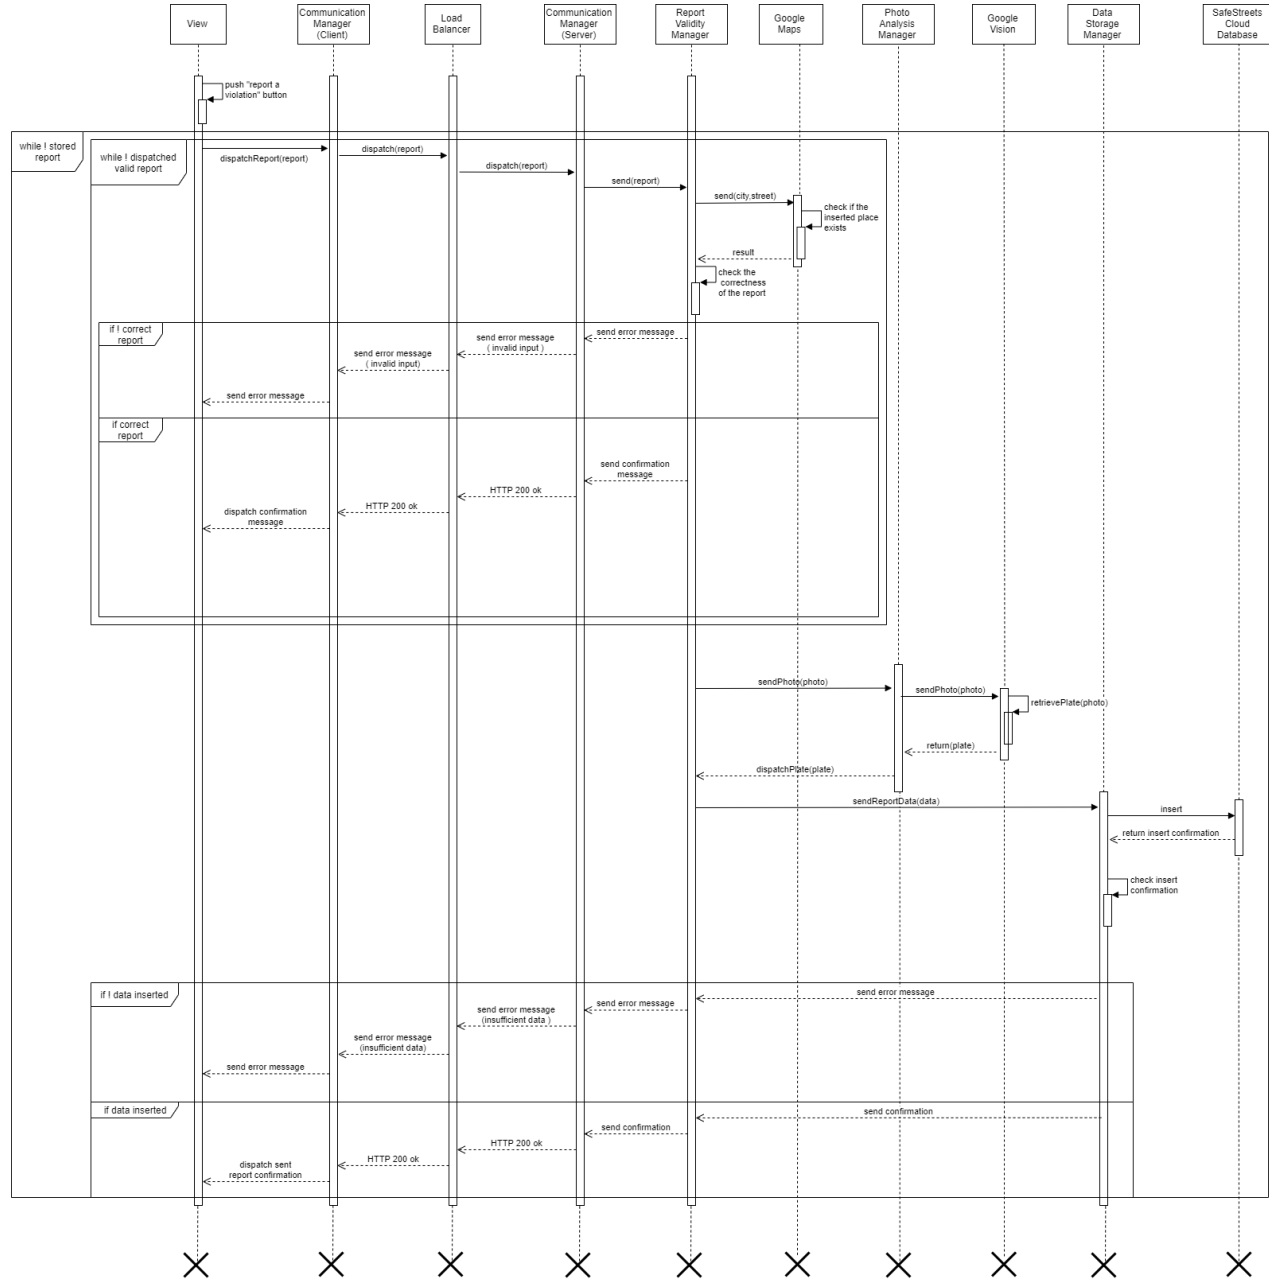 View
Communication
Manager
(Client)
Load
Balancer
Communication
Manager
(Server)
Report
Validity
Manager
Google
Maps
Photo
Analysis
Manager
Google
Vision
Data
Storage
Manager
SafeStreets
Cloud
Database
push "report a
violation" button
while ! stored
report
while ! dispatched
valid report
dispatchReport(report)
dispatch(report)
dispatch(report)
send(report)
send(city,street)
check if the
inserted place
exists
result
check the
correctness
of the report
if ! correct
report
send error message
send error message
( invalid input )
send error message
( invalid input)
send error message
if correct
report
send confirmation
message
HTTP 200 ok
HTTP 200 ok
dispatch confirmation
message
sendPhoto(photo)
sendPhoto(photo)
retrievePlate(photo)
return(plate)
dispatchPlate(plate)
sendReportData(data)
insert
return insert confirmation
check insert
confirmation
if ! data inserted
send error message
send error message
send error message
(insufficient data )
send error message
(insufficient data)
send error message
if data inserted
send confirmation
send confirmation
HTTP 200 ok
HTTP 200 ok
dispatch sent
report confirmation